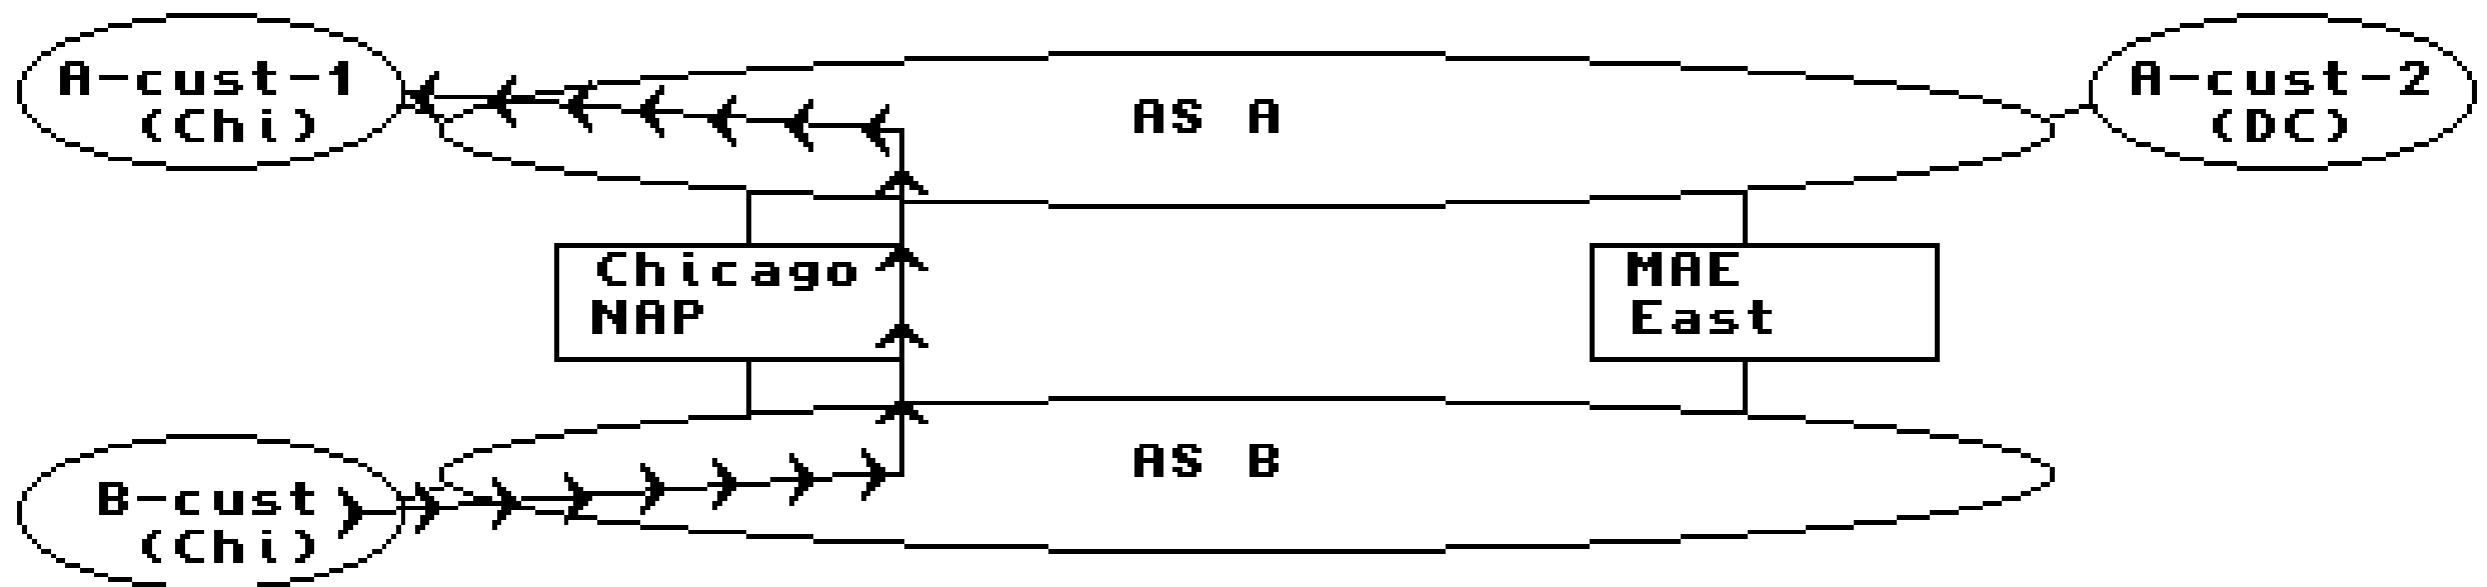 A-cust-1
(Chi)
AS A
A-cust-2
(DC)
Chicago
NAP
MAE
East
AS B
B-cust
(Chi)